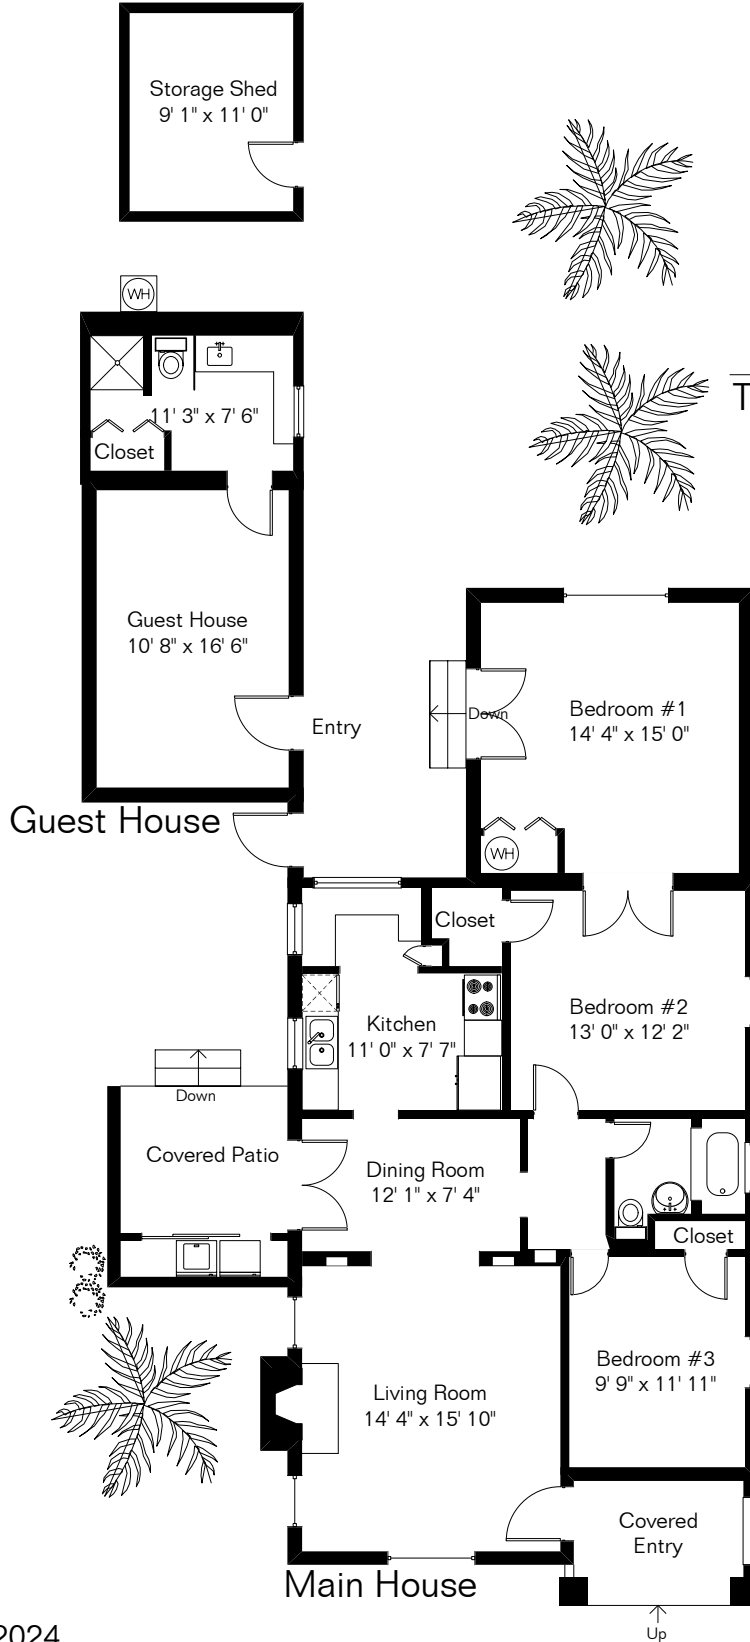 Storage Shed
9' 1" x 11' 0"
WH
T
11' 3" x 7' 6"
Closet
Guest House
10' 8" x 16' 6"
Entry
Down
Bedroom #1
14' 4" x 15' 0"
Guest House
WH
Closet
Kitchen
11' 0" x 7' 7"
Bedroom #2
13' 0" x 12' 2"
Down
Covered Patio
Dining Room
12' 1" x 7' 4"
Closet
Living Room
14' 4" x 15' 10"
Bedroom #3
9' 9" x 11' 11"
Covered
Entry
Main House
2024
Up